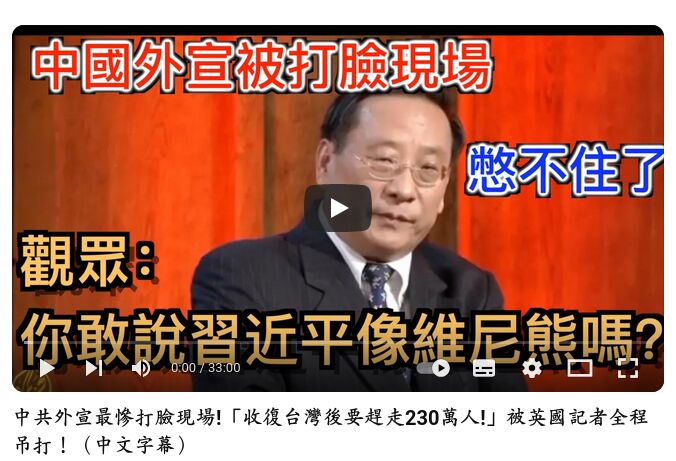 中國外宣被打臉現場
憋不住了
觀眾:
你敢說習近平像維尼熊嗎?
0:00 / 33:00
中共外宣最慘打臉現場!「收復台灣後要趕走230萬人!」被英國記者全程
吊打！（中文字幕）